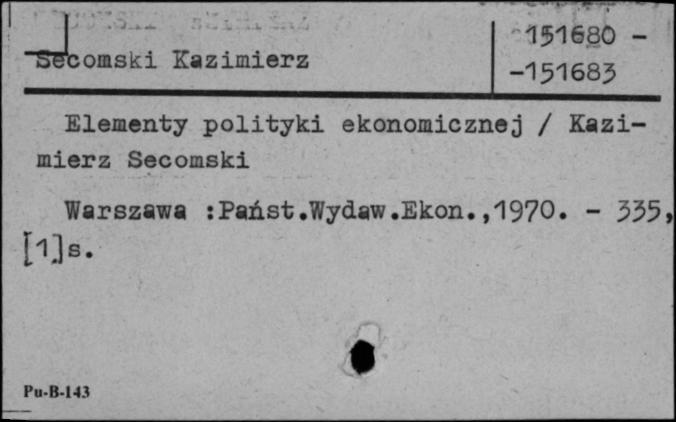 151680 -
Secomski Kazimierz
-151683
Elementy polityki ekonomicznej / Kazi-
mierz Secomski
Warszawa :Państ.Wydaw.Ekon.,1970. - 335,
[1]s.
Pu-B-143